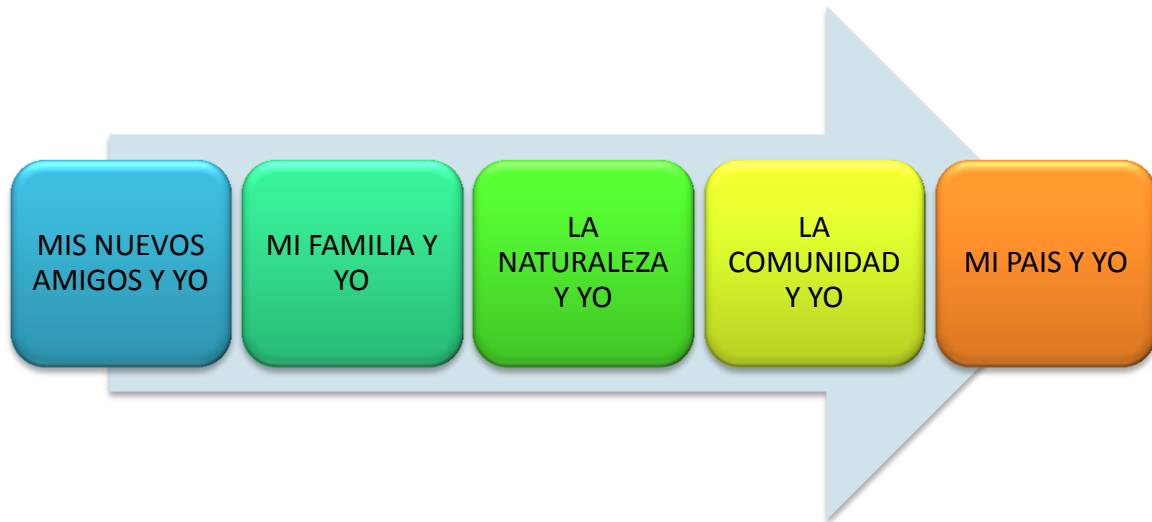 MIS NUEVOS
AMIGOS Y YO
MI FAMILIA Y
YO
LA
NATURALEZA
Y YO
LA
COMUNIDAD
Y YO
MI PAIS Y YO